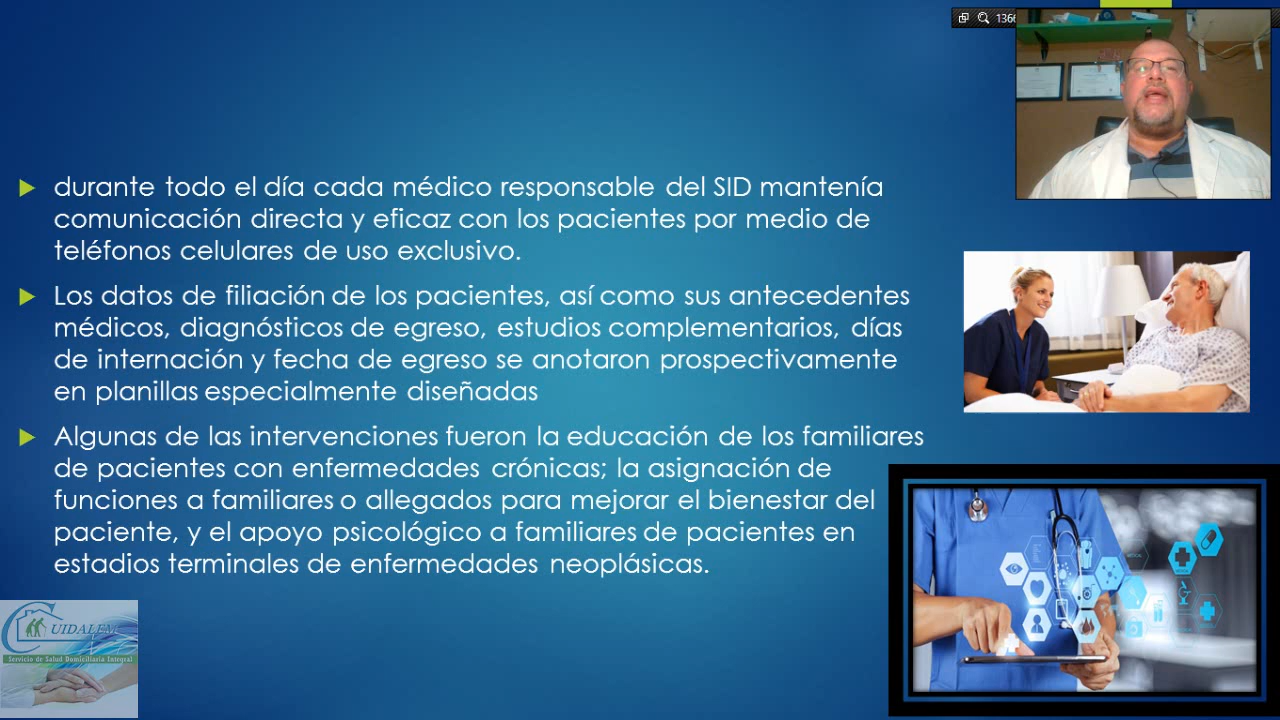 1366
durante todo el día cada médico responsable del SID mantenía
comunicación directa y eficaz con los pacientes por medio de
teléfonos celulares de uso exclusivo.
Los datos de filiación de los pacientes, así como sus antecedentes
médicos, diagnósticos de egreso, estudios complementarios, días
de internación y fecha de egreso se anotaron prospectivamente
en planillas especialmente diseñadas
Algunas de las intervenciones fueron la educación de los familiares
de pacientes con enfermedades crónicas; la asignación de
funciones a familiares o allegados para mejorar el bienestar del
paciente, y el apoyo psicológico a familiares de pacientes en
estadios terminales de enfermedades neoplásicas.
CUIDALEM
Servicio de Salud Domiciliaria Integral